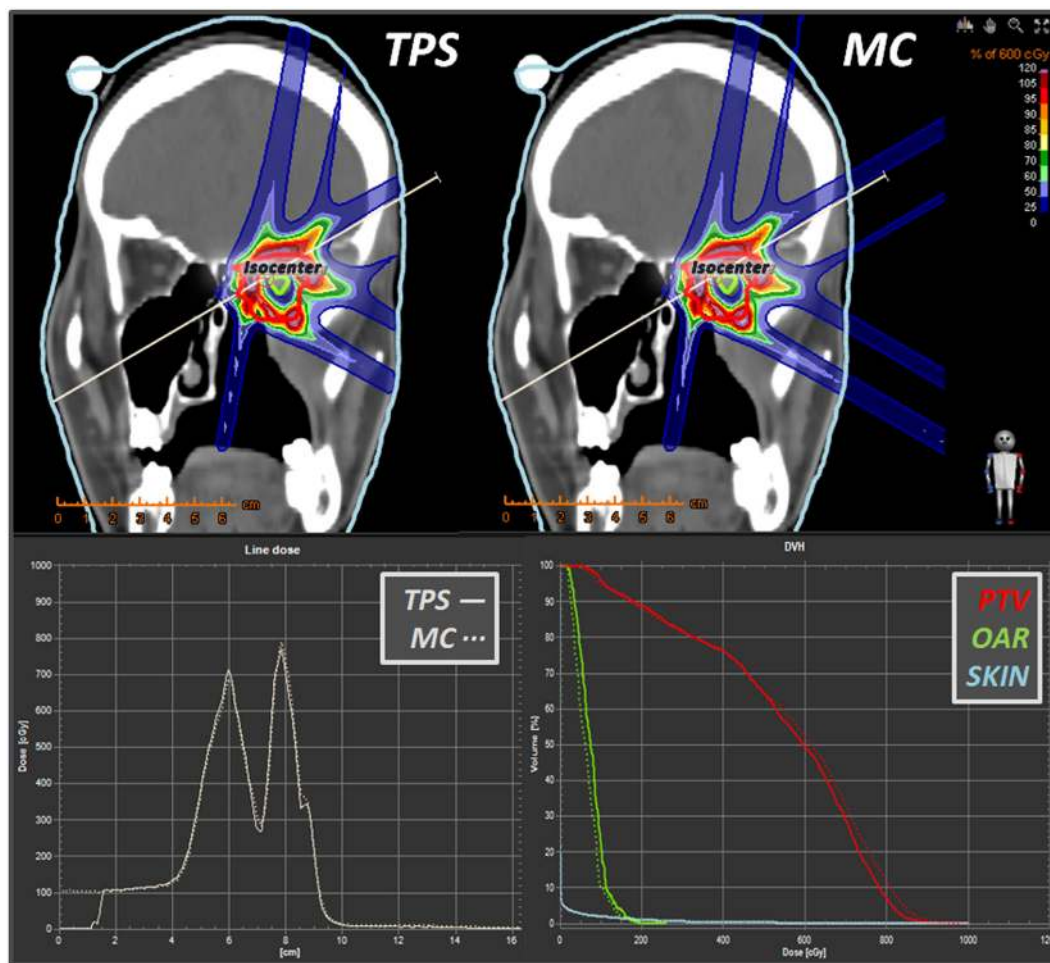 TPS
MC
% of 600 cGy
120
105
95
90
85
80
70
60
50
25
0
Isocenter
Isocenter
0 1 2 3 4 5 6 cm
0 1 2 3 4 5 6 cm
Line dose
TPS —
MC ···
1000
900
800
700
600
500
400
300
200
100
0
Dose [cGy]
0 2 4 6 8 10 12 14 16
[cm]
DVH
PTV
OAR
SKIN
100
90
80
70
60
50
40
30
20
10
0
Volume [%]
0 200 400 600 800 1000
Dose [cGy]